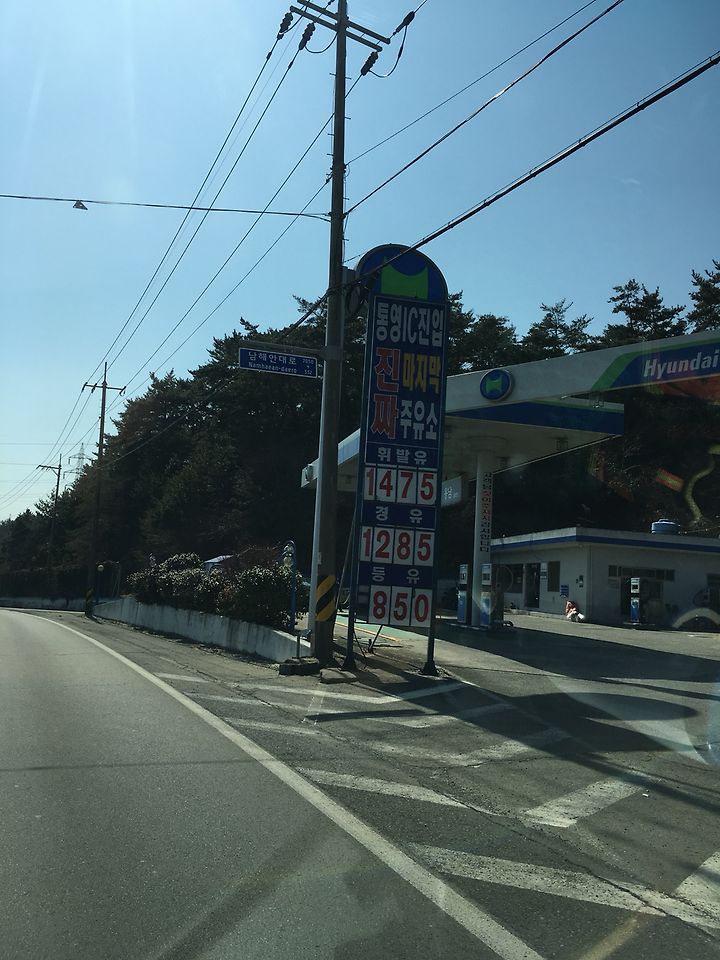 통영IC진입
진짜
마지막
주유소
휘발유
1475
경유
1285
등유
850
남해안대로
Namhaean-daero
Hyundai